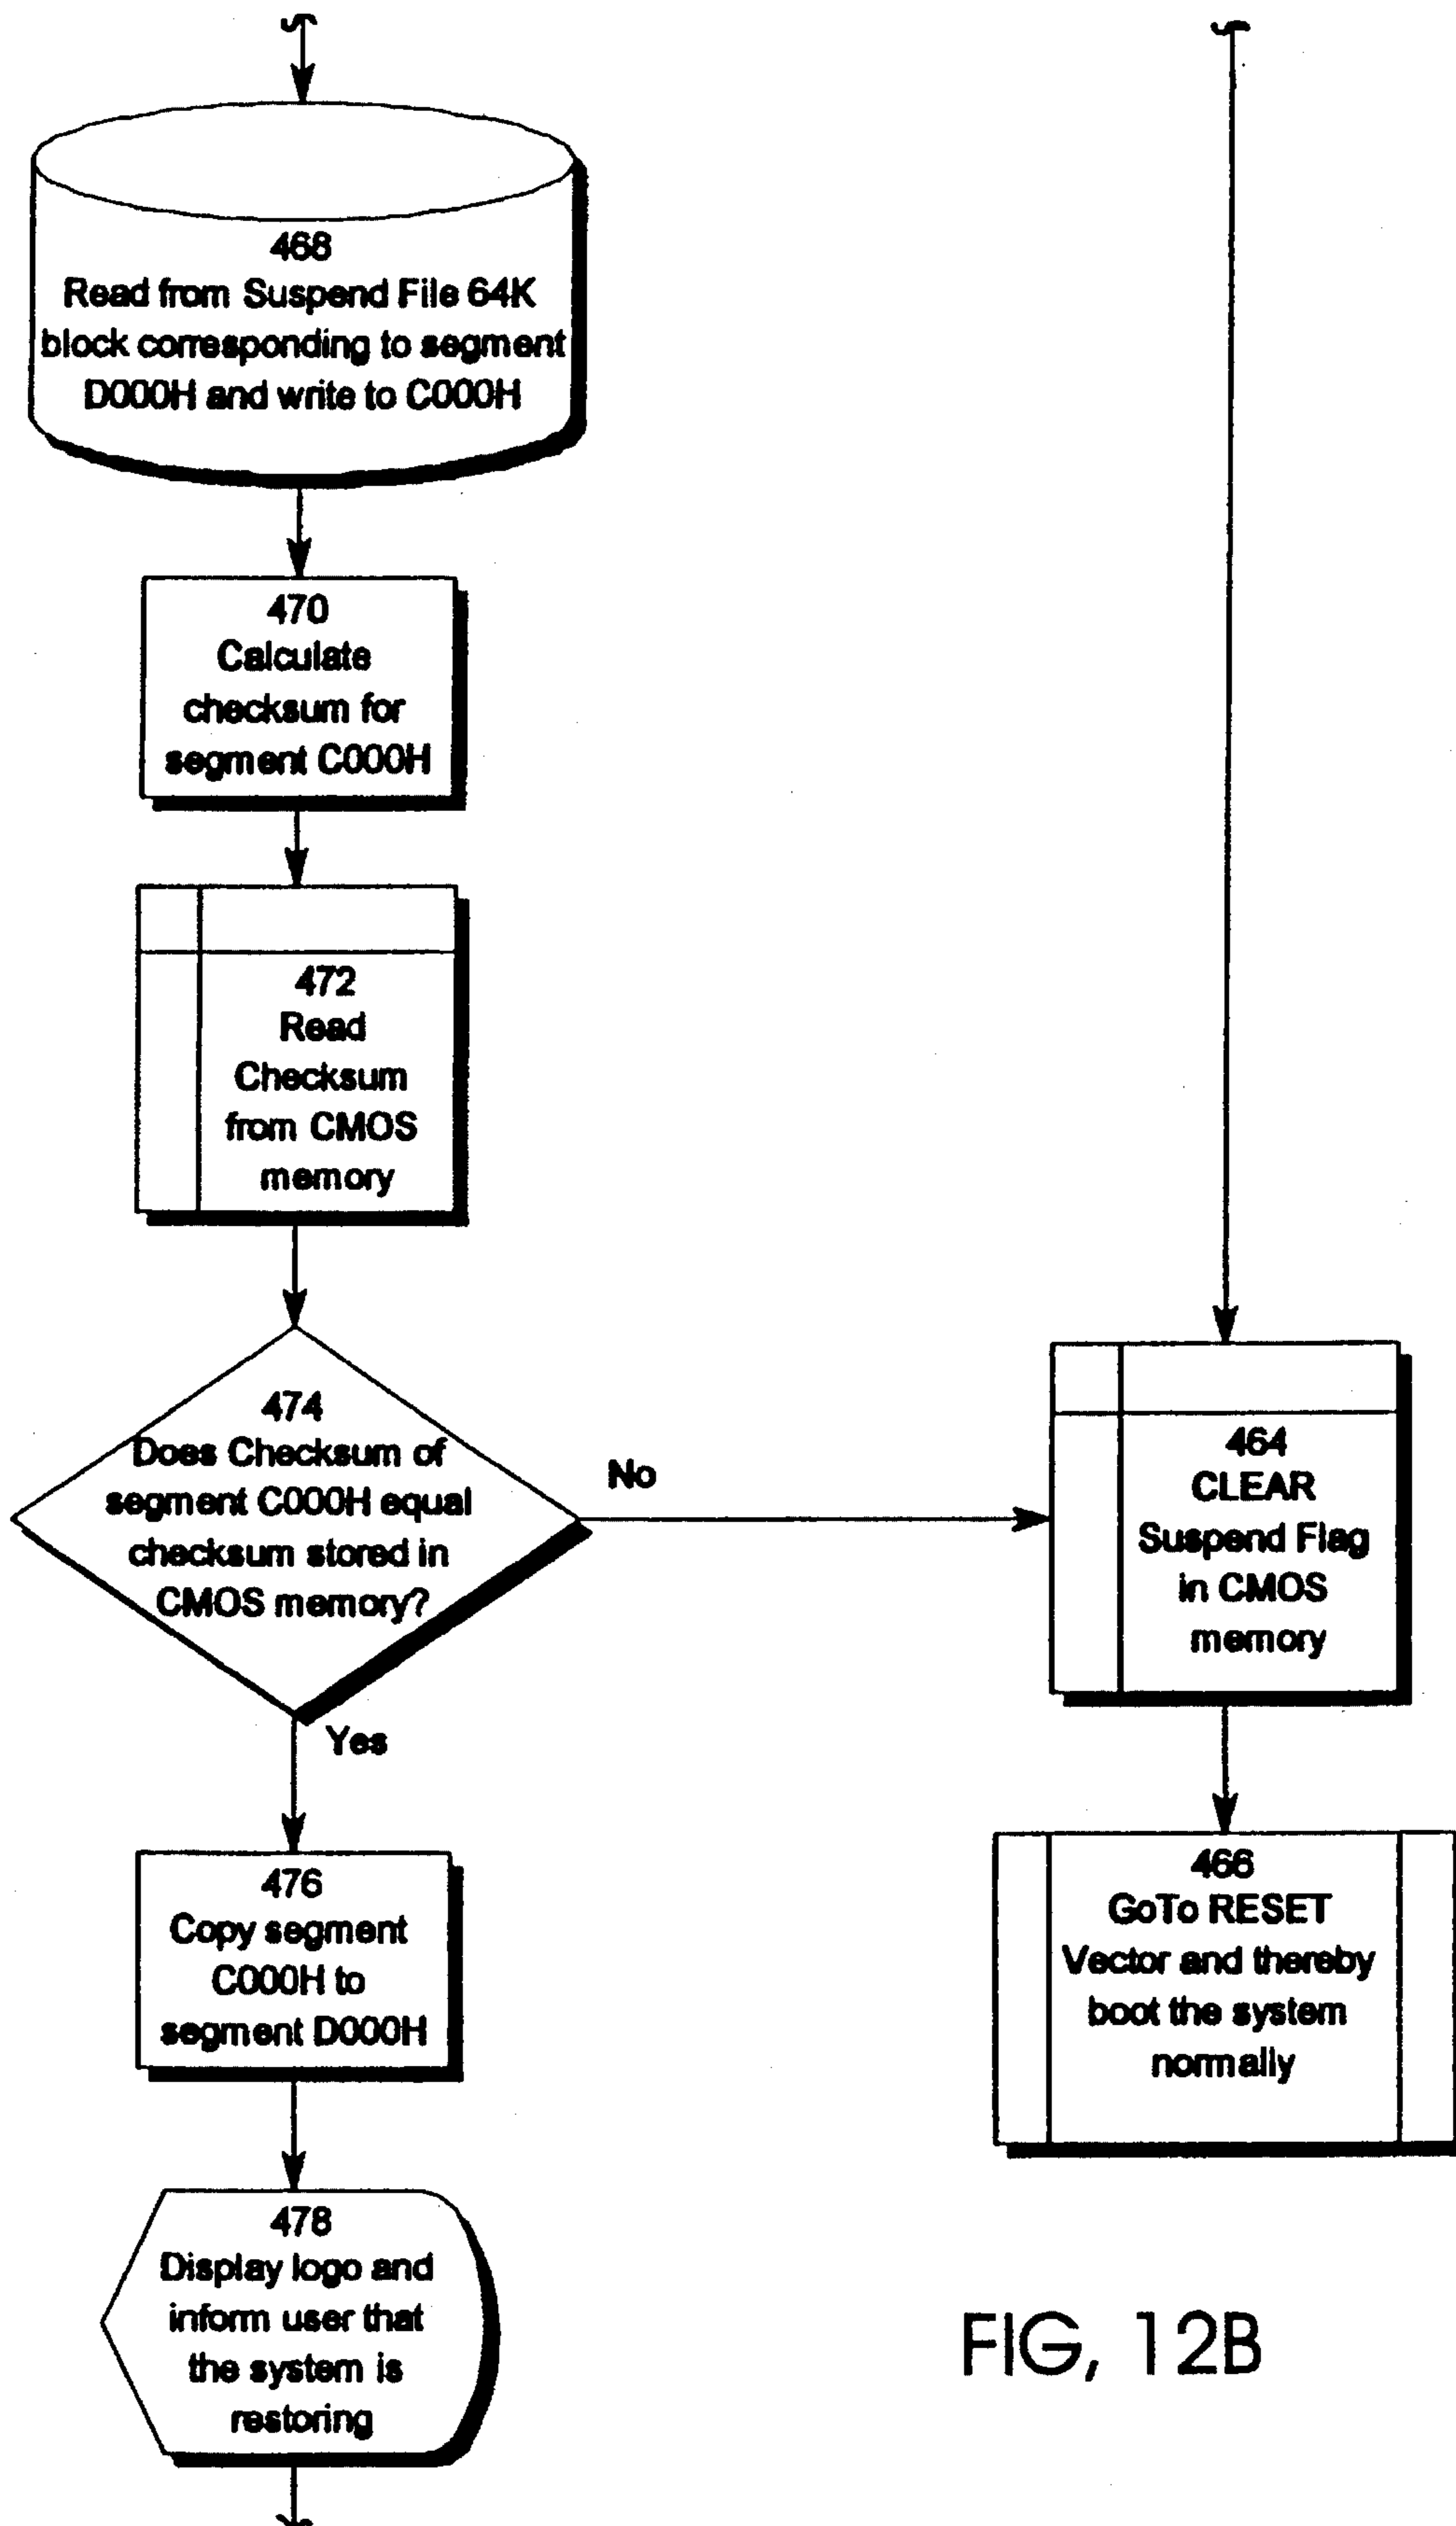 468
Read from Suspend File 64K
block corresponding to segment
D000H and write to C000H
470
Calculate
checksum for
segment C000H
472
Read
Checksum
from CMOS
memory
474
Does Checksum of
segment C000H equal
checksum stored in
CMOS memory?
No
Yes
464
CLEAR
Suspend Flag
in CMOS
memory
466
GoTo RESET
Vector and thereby
boot the system
normally
476
Copy segment
C000H to
segment D000H
478
Display logo and
inform user that
the system is
restoring
FIG, 12B